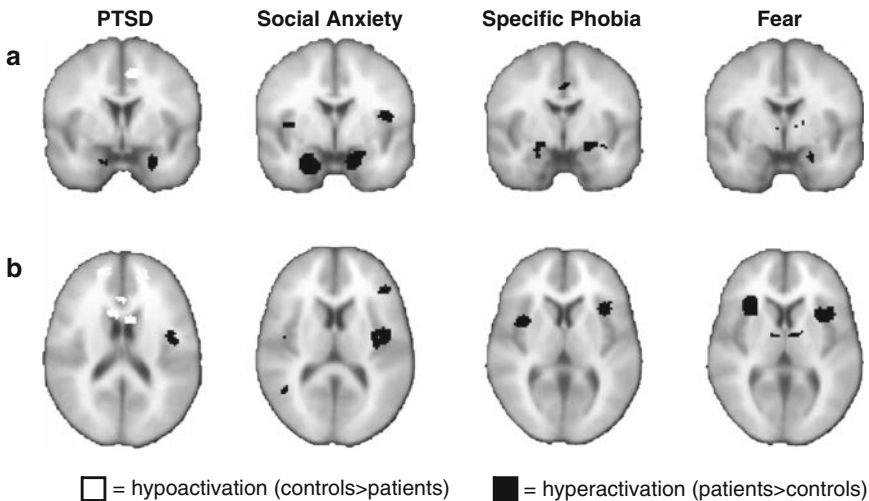 PTSD Social Anxiety Specific Phobia Fear
a
b
= hypoactivation (controls>patients) = hyperactivation (patients>controls)